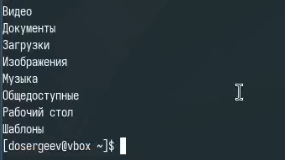 Видео
Документы
Загрузки
Изображения
Музыка
Общедоступные
Рабочий стол
Шаблоны
[dosergeev@vbox ~]$